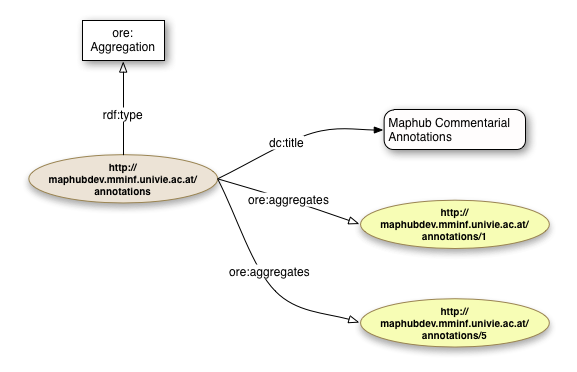 ore:
Aggregation
rdf:type
http://
maphubdev.mminf.univie.ac.at/
annotations
dc:title
Maphub Commentarial
Annotations
ore:aggregates
http://
maphubdev.mminf.univie.ac.at/
annotations/1
ore:aggregates
http://
maphubdev.mminf.univie.ac.at/
annotations/5